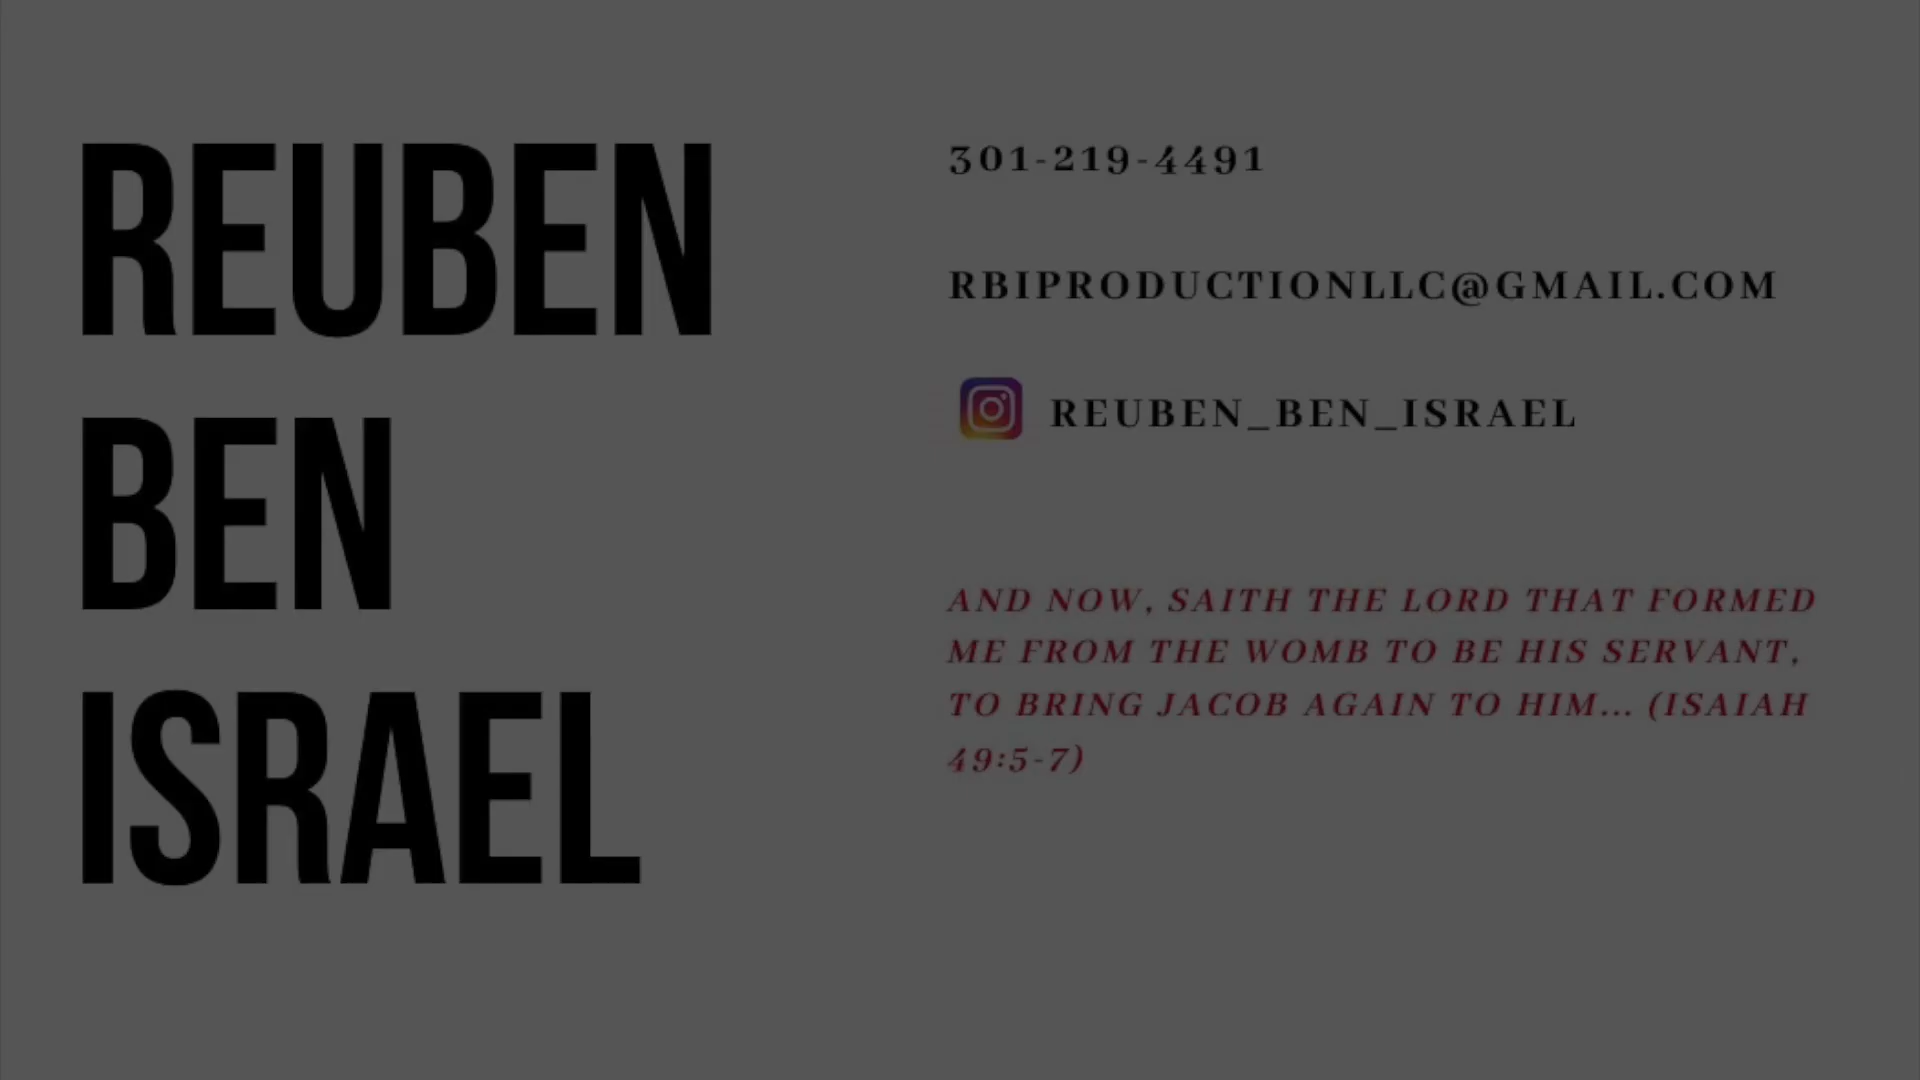 REUBEN
BEN
ISRAEL
301-219-4491
RBIPRODUCTIONLLC@GMAIL.COM
REUBEN_BEN_ISRAEL
AND NOW, SAITH THE LORD THAT FORMED
ME FROM THE WOMB TO BE HIS SERVANT,
TO BRING JACOB AGAIN TO HIM... (ISAIAH
49:5-7)